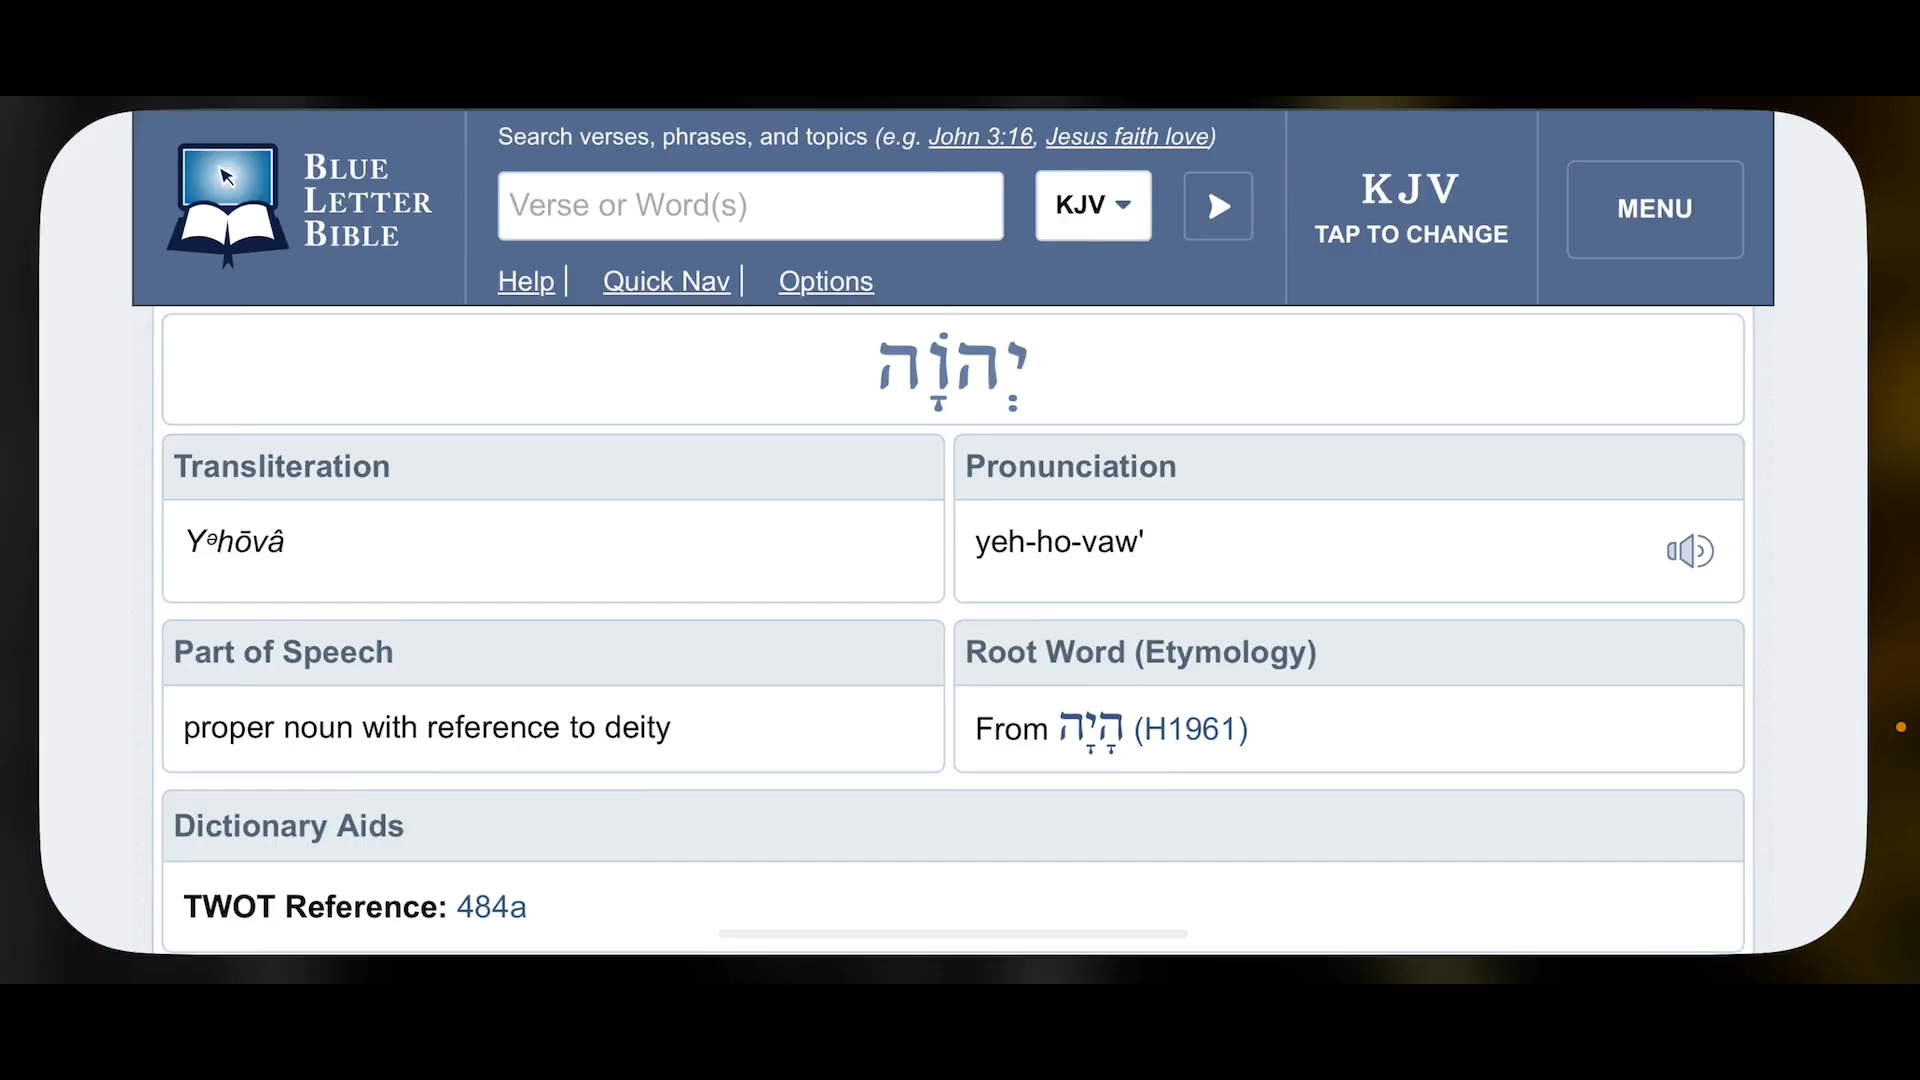 BLUE
LETTER
BIBLE
Search verses, phrases, and topics (e.g. John 3:16, Jesus faith love)
Verse or Word(s)
KJV
Help | Quick Nav | Options
KJV
TAP TO CHANGE
MENU
יְהוָֹה
Transliteration
Yᵊhōvâ
Pronunciation
yeh-ho-vaw'
Part of Speech
proper noun with reference to deity
Root Word (Etymology)
From הָיָה (H1961)
Dictionary Aids
TWOT Reference: 484a